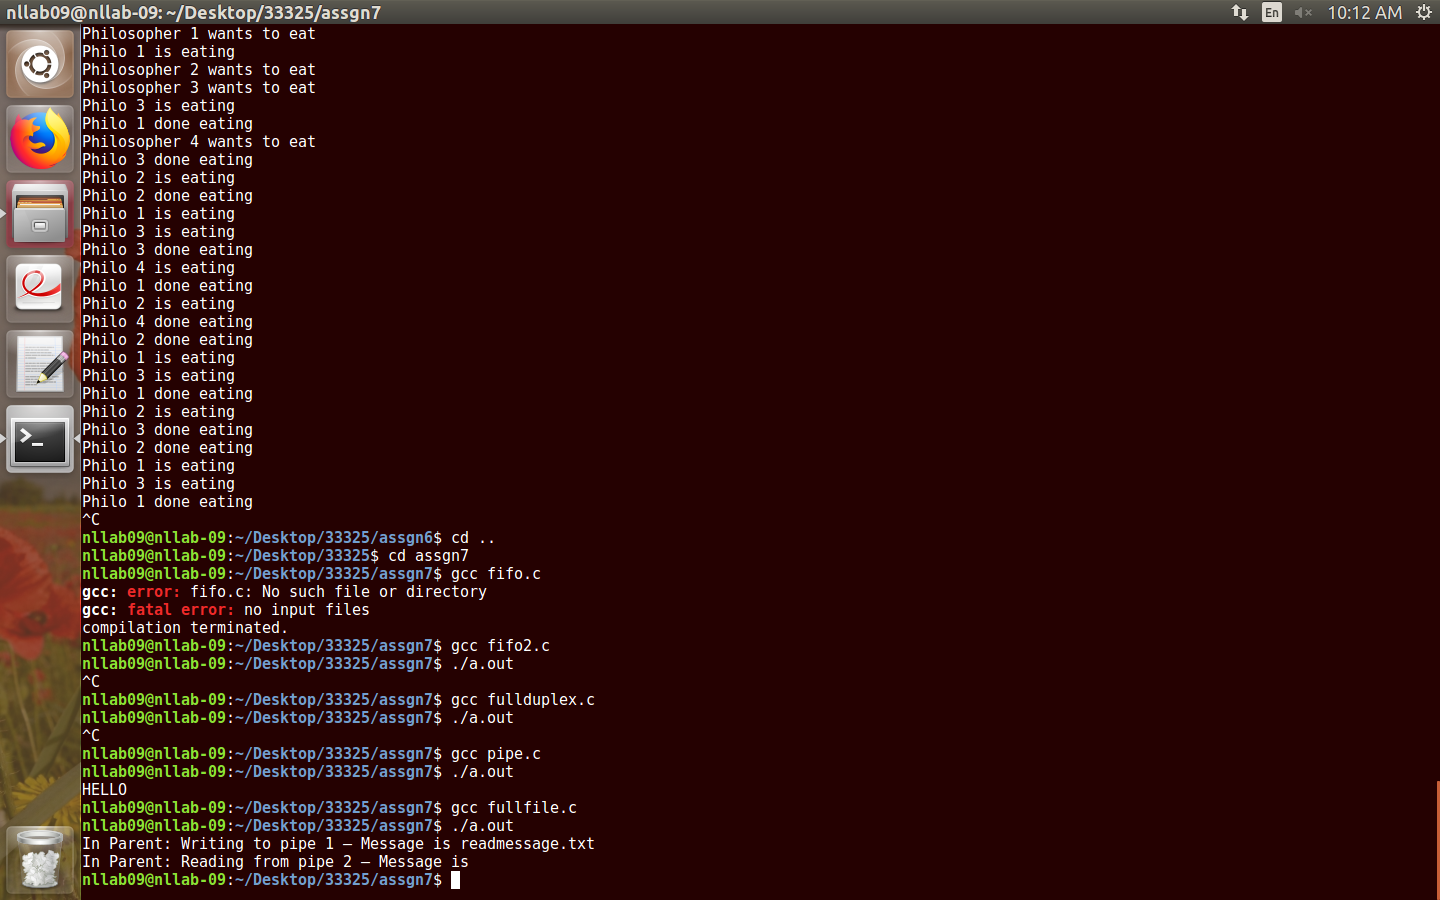 nllab09@nllab-09: ~/Desktop/33325/assgn7
En
10:12 AM
Philosopher 1 wants to eat
Philo 1 is eating
Philosopher 2 wants to eat
Philosopher 3 wants to eat
Philo 3 is eating
Philo 1 done eating
Philosopher 4 wants to eat
Philo 3 done eating
Philo 2 is eating
Philo 2 done eating
Philo 1 is eating
Philo 3 is eating
Philo 3 done eating
Philo 4 is eating
Philo 1 done eating
Philo 2 is eating
Philo 4 done eating
Philo 2 done eating
Philo 1 is eating
Philo 3 is eating
Philo 1 done eating
Philo 2 is eating
Philo 3 done eating
Philo 2 done eating
Philo 1 is eating
Philo 3 is eating
Philo 1 done eating
^C
nllab09@nllab-09:~/Desktop/33325/assgn6$ cd ..
nllab09@nllab-09:~/Desktop/33325$ cd assgn7
nllab09@nllab-09:~/Desktop/33325/assgn7$ gcc fifo.c
gcc: error: fifo.c: No such file or directory
gcc: fatal error: no input files
compilation terminated.
nllab09@nllab-09:~/Desktop/33325/assgn7$ gcc fifo2.c
nllab09@nllab-09:~/Desktop/33325/assgn7$ ./a.out
^C
nllab09@nllab-09:~/Desktop/33325/assgn7$ gcc fullduplex.c
nllab09@nllab-09:~/Desktop/33325/assgn7$ ./a.out
^C
nllab09@nllab-09:~/Desktop/33325/assgn7$ gcc pipe.c
nllab09@nllab-09:~/Desktop/33325/assgn7$ ./a.out
HELLO
nllab09@nllab-09:~/Desktop/33325/assgn7$ gcc fullfile.c
nllab09@nllab-09:~/Desktop/33325/assgn7$ ./a.out
In Parent: Writing to pipe 1 – Message is readmessage.txt
In Parent: Reading from pipe 2 – Message is
nllab09@nllab-09:~/Desktop/33325/assgn7$